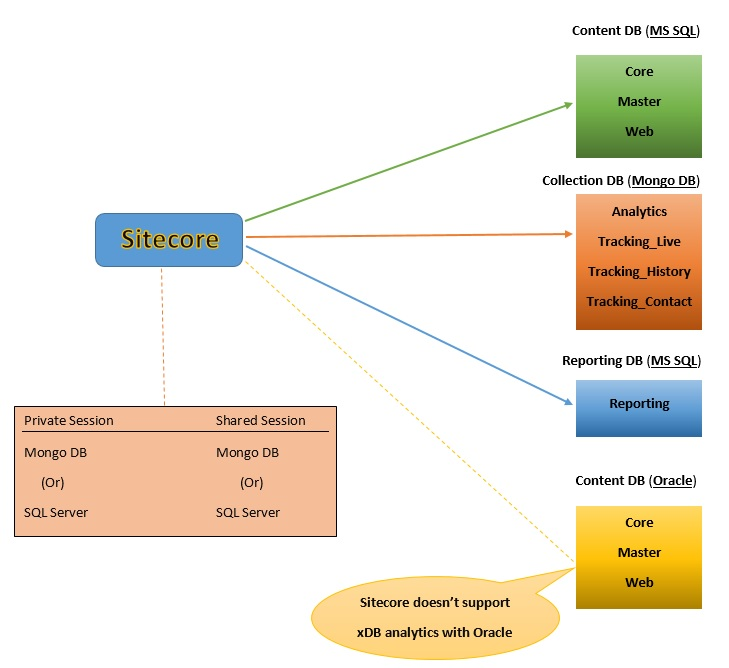 Content DB (MS SQL)
Core
Master
Web
Collection DB (Mongo DB)
Analytics
Tracking_Live
Tracking_History
Tracking_Contact
Sitecore
Reporting DB (MS SQL)
Reporting
Private Session Shared Session
Mongo DB Mongo DB
(Or) (Or)
SQL Server SQL Server
Content DB (Oracle)
Core
Master
Web
Sitecore doesn’t support
xDB analytics with Oracle